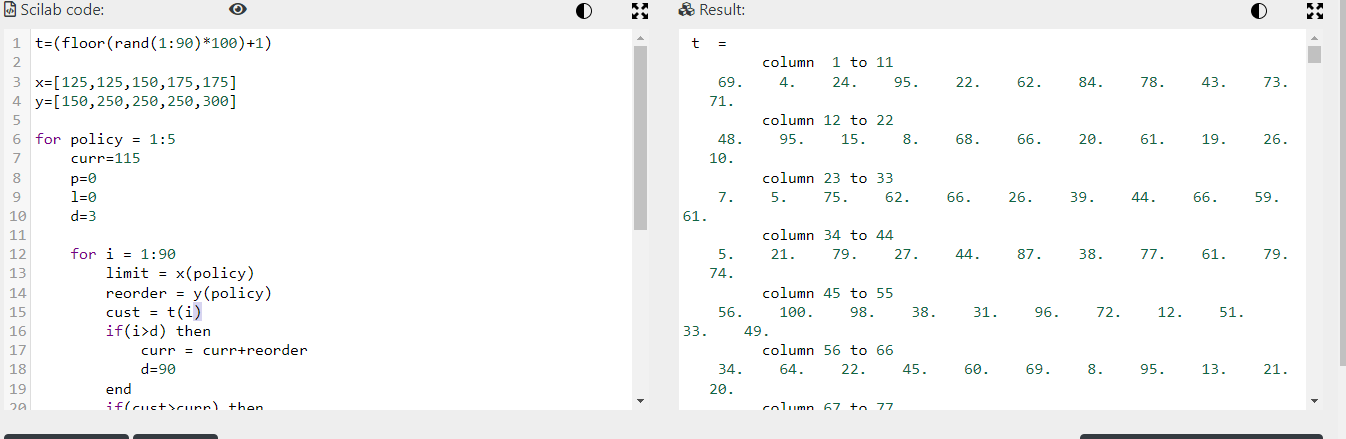 Scilab code:
1 t=(floor(rand(1:90)*100)+1)
2
3 x=[125,125,150,175,175]
4 y=[150,250,250,250,300]
5
6 for policy = 1:5
7 curr=115
8 p=0
9 l=0
10 d=3
11
12 for i = 1:90
13 limit = x(policy)
14 reorder = y(policy)
15 cust = t(i)
16 if(i>d) then
17 curr = curr+reorder
18 d=90
19 end
20 if(cust>curr) then
Result:
t =
column 1 to 11
69. 4. 24. 95. 22. 62. 84. 78. 43. 73.
71.
column 12 to 22
48. 95. 15. 8. 68. 66. 20. 61. 19. 26.
10.
column 23 to 33
7. 5. 75. 62. 66. 26. 39. 44. 66. 59.
61.
column 34 to 44
5. 21. 79. 27. 44. 87. 38. 77. 61. 79.
74.
column 45 to 55
56. 100. 98. 38. 31. 96. 72. 12. 51.
33. 49.
column 56 to 66
34. 64. 22. 45. 60. 69. 8. 95. 13. 21.
20.
column 67 to 77